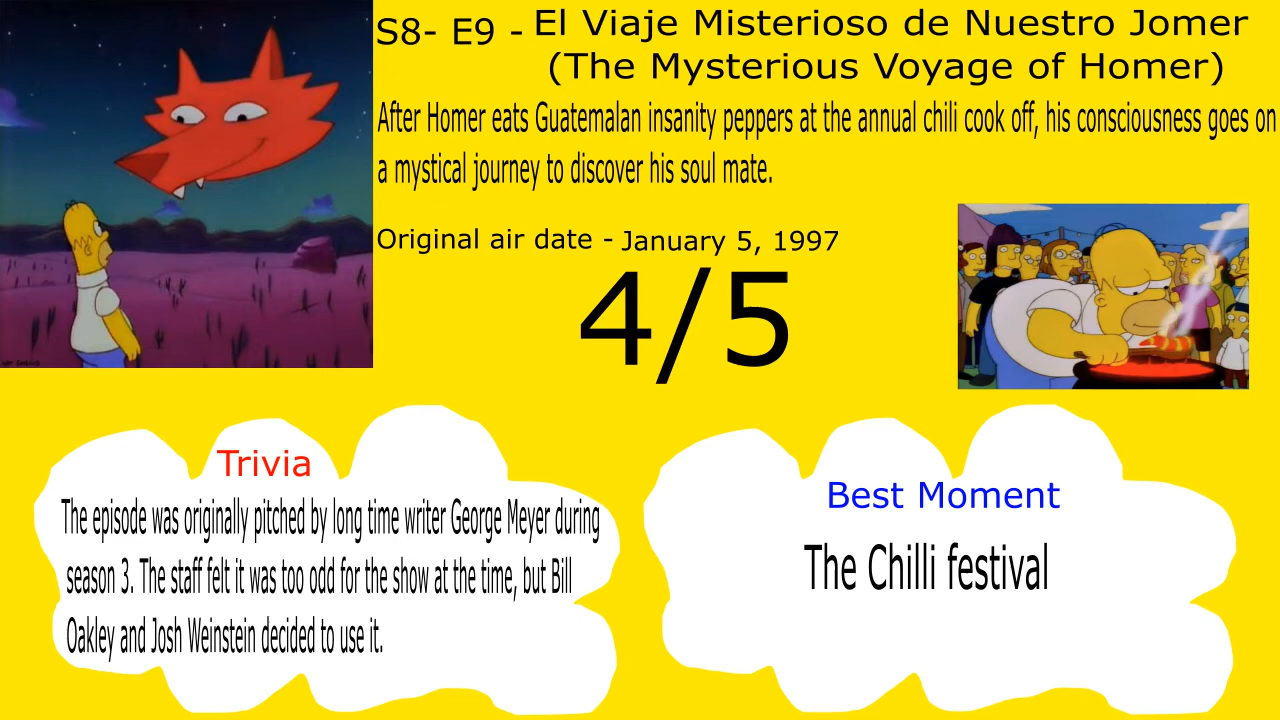 S8- E9 - El Viaje Misterioso de Nuestro Jomer
(The Mysterious Voyage of Homer)
After Homer eats Guatemalan insanity peppers at the annual chili cook off, his consciousness goes on
a mystical journey to discover his soul mate.
Original air date - January 5, 1997
4/5
Trivia
The episode was originally pitched by long time writer George Meyer during
season 3. The staff felt it was too odd for the show at the time, but Bill
Oakley and Josh Weinstein decided to use it.
Best Moment
The Chilli festival